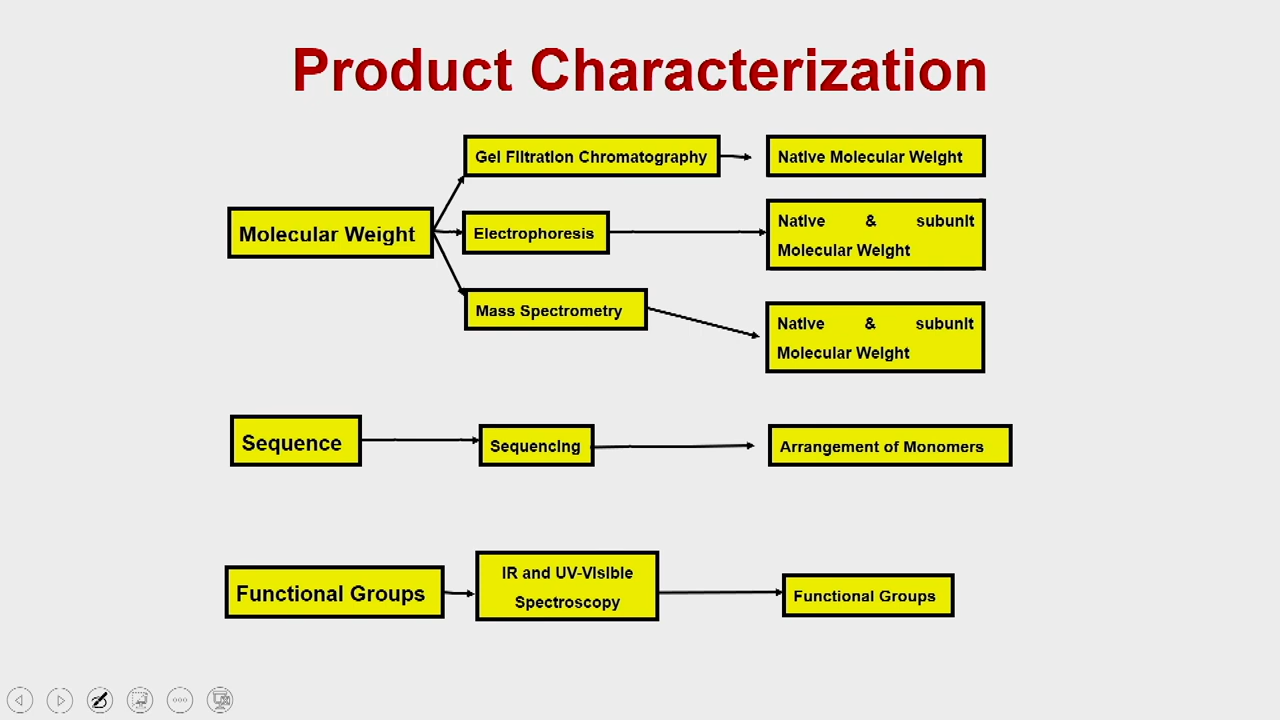 Product Characterization
Gel Filtration Chromatography
Native Molecular Weight
Molecular Weight
Electrophoresis
Native & subunit
Molecular Weight
Mass Spectrometry
Native & subunit
Molecular Weight
Sequence
Sequencing
Arrangement of Monomers
Functional Groups
IR and UV-Visible
Spectroscopy
Functional Groups